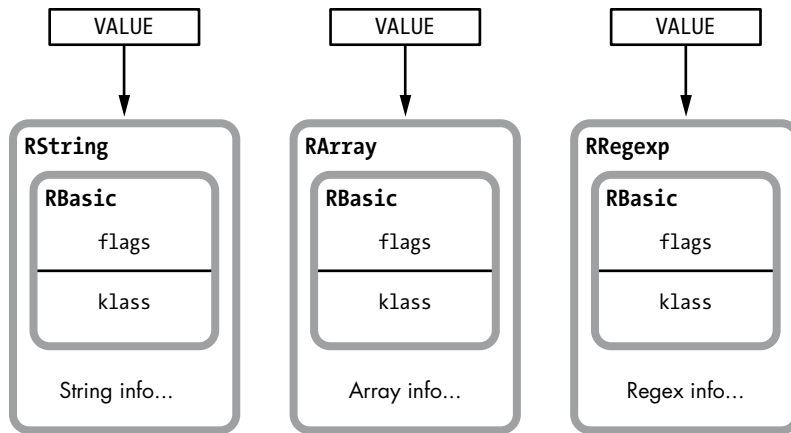 VALUE
RString
RBasic
flags
klass
String info...
VALUE
RArray
RBasic
flags
klass
Array info...
VALUE
RRegexp
RBasic
flags
klass
Regex info...